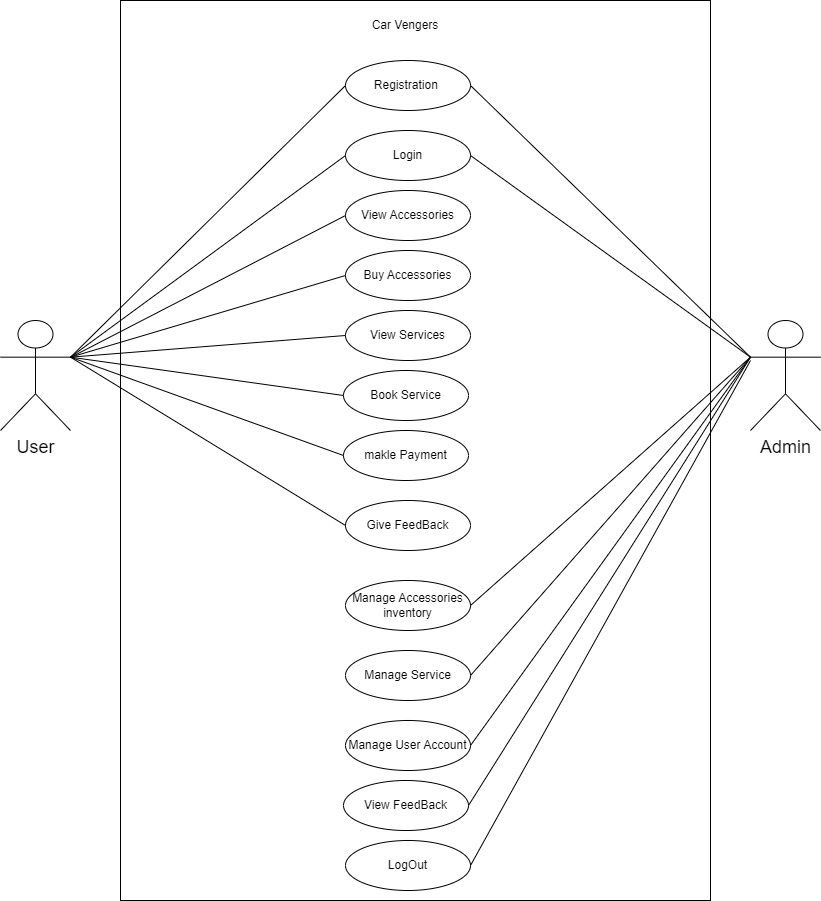 Car Vengers
Registration
Login
View Accessories
Buy Accessories
View Services
Book Service
makle Payment
Give FeedBack
User
Admin
Manage Accessories
inventory
Manage Service
Manage User Account
View FeedBack
LogOut